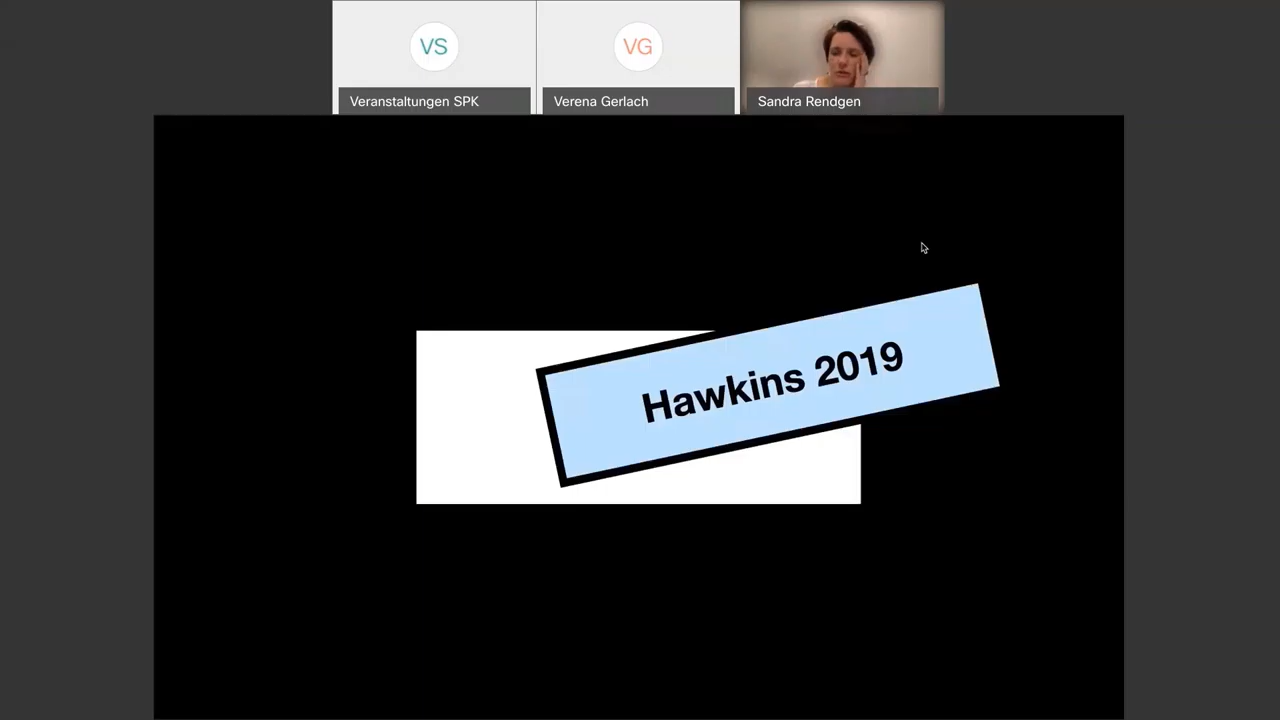 VS
VG
Veranstaltungen SPK
Verena Gerlach
Sandra Rendgen
Hawkins 2019